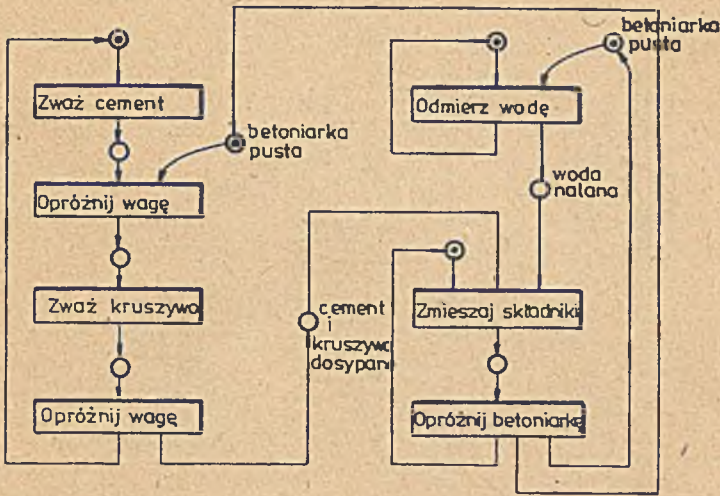 Zważ cement
betoniarka
pusta
Opróżnij wagę
Zważ kruszywo
Opróżnij wagę
cement
i
kruszywo
dosypan
betoniarka
pusta
Odmierz wodę
woda
nalana
Zmieszaj składniki
Opróżnij betoniarkę